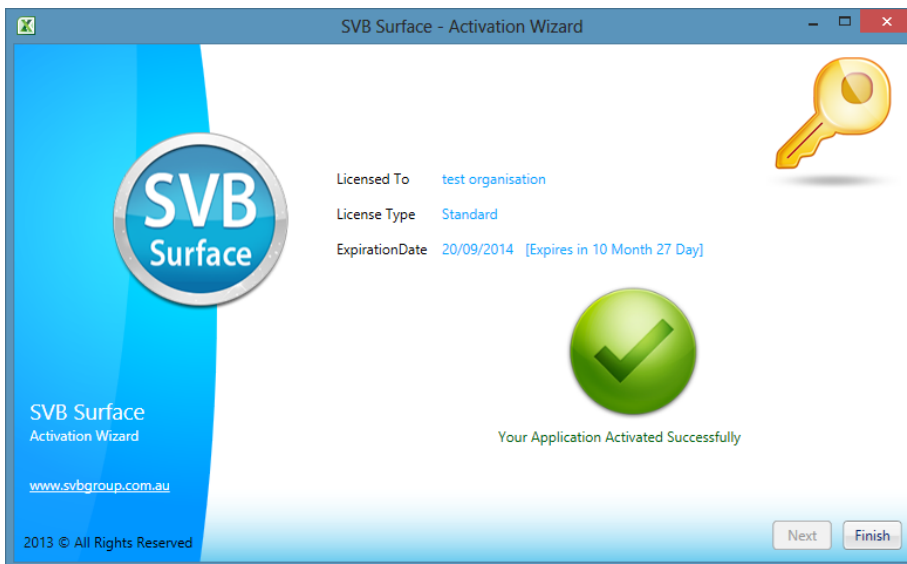 SVB Surface - Activation Wizard
SVB
Surface
Licensed To test organisation
License Type Standard
ExpirationDate 20/09/2014 [Expires in 10 Month 27 Day]
Your Application Activated Successfully
SVB Surface
Activation Wizard
www.svbgroup.com.au
2013 © All Rights Reserved
Next Finish